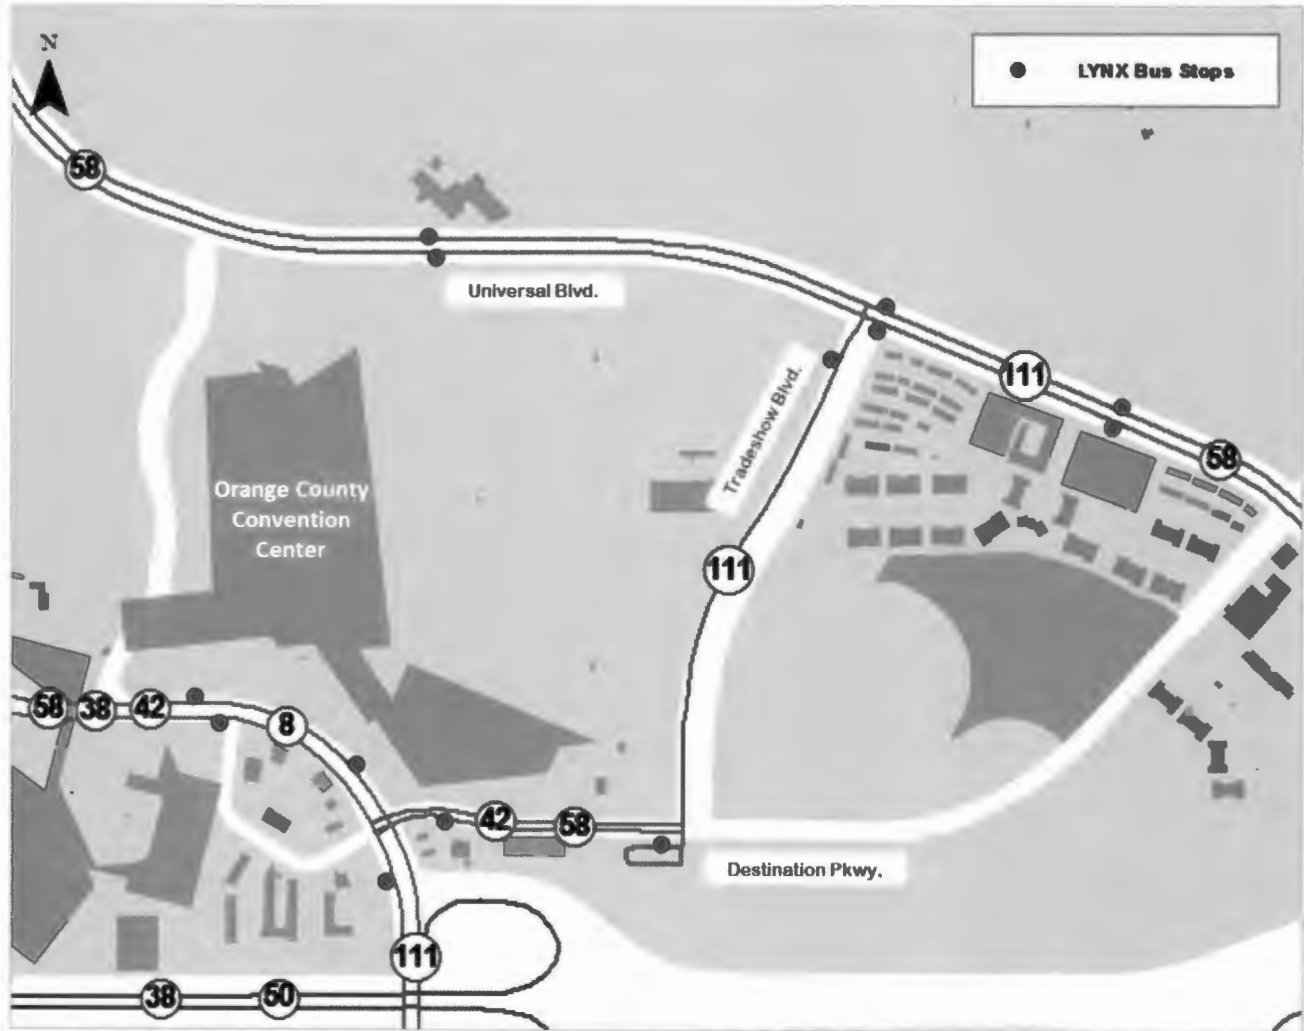 N
LYNX Bus Stops
58
Universal Blvd.
111
Tradeshow Blvd.
58
Orange County
Convention
Center
111
58
38
42
8
42
58
Destination Pkwy.
111
38
50